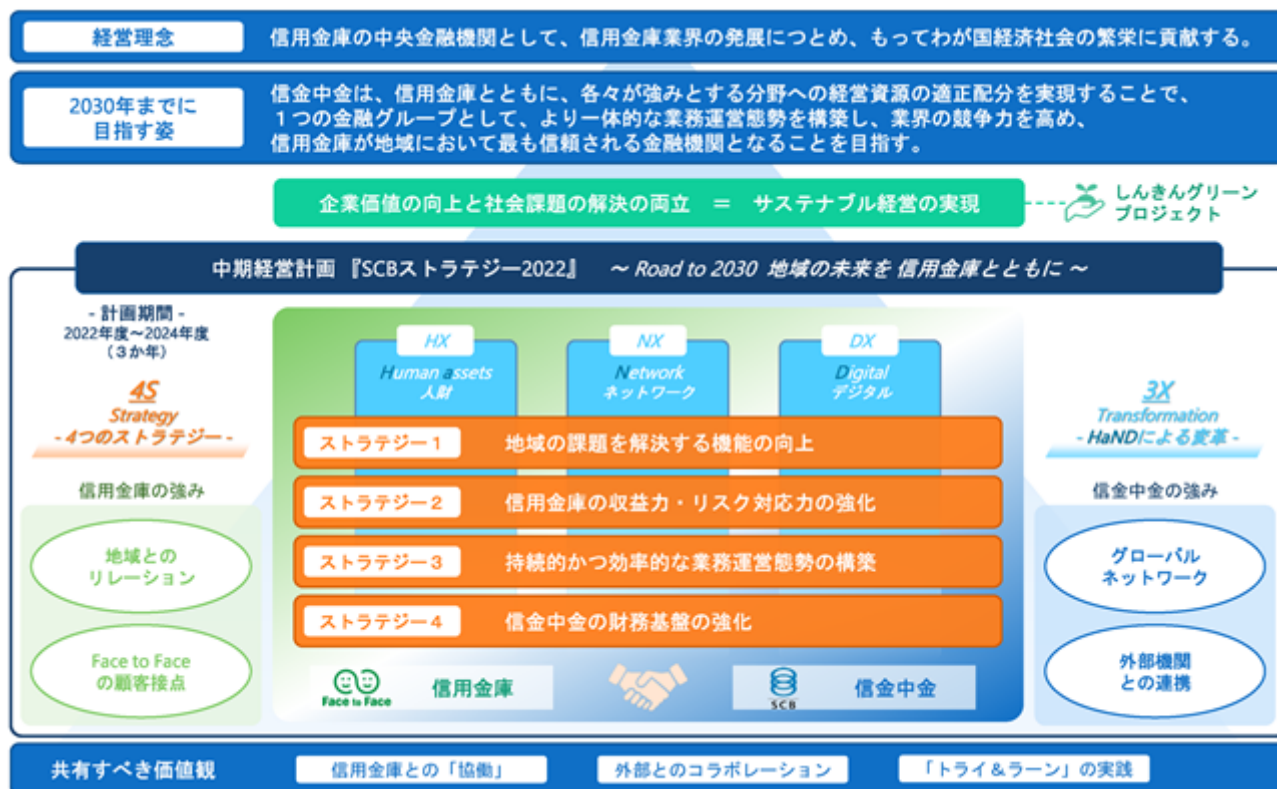 経営理念
信用金庫の中央金融機関として、信用金庫業界の発展につとめ、もってわが国経済社会の繁栄に貢献する。
2030年までに
目指す姿
信金中金は、信用金庫とともに、各々が強みとする分野への経営資源の適正配分を実現することで、
１つの金融グループとして、より一体的な業務運営態勢を構築し、業界の競争力を高め、
信用金庫が地域において最も信頼される金融機関となることを目指す。
企業価値の向上と社会課題の解決の両立 ＝ サステナブル経営の実現
しんきんグリーン
プロジェクト
中期経営計画『SCBストラテジー2022』 ～ Road to 2030 地域の未来を 信用金庫とともに ～
- 計画期間 -
2022年度～2024年度
（３か年）
4S
Strategy
- 4つのストラテジー -
信用金庫の強み
地域との
リレーション
Face to Face
の顧客接点
HX
Human assets
人財
NX
Network
ネットワーク
DX
Digital
デジタル
ストラテジー１ 地域の課題を解決する機能の向上
ストラテジー２ 信用金庫の収益力・リスク対応力の強化
ストラテジー３ 持続的かつ効率的な業務運営態勢の構築
ストラテジー４ 信金中金の財務基盤の強化
Face to Face
信用金庫
SCB
信金中金
3X
Transformation
- HaNDによる変革 -
信金中金の強み
グローバル
ネットワーク
外部機関
との連携
共有すべき価値観
信用金庫との「協働」
外部とのコラボレーション
「トライ＆ラーン」の実践